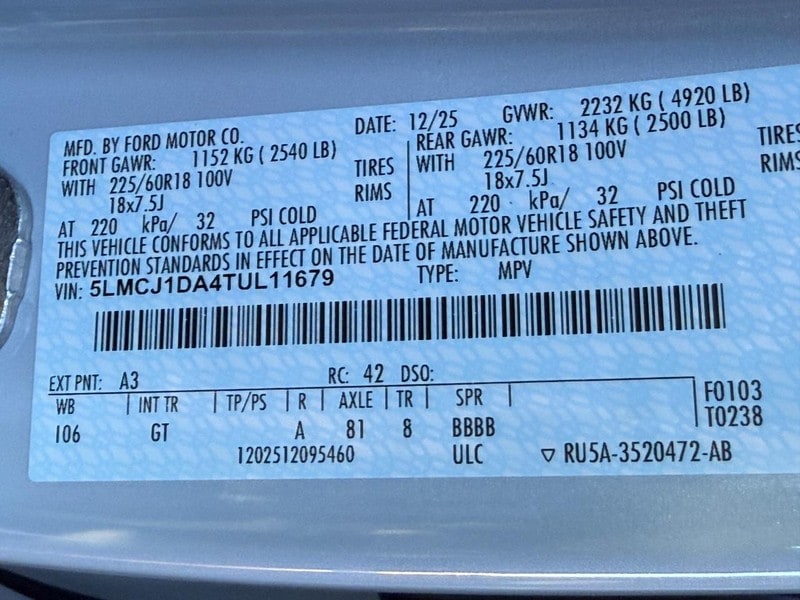 MFD. BY FORD MOTOR CO. DATE: 12/25 GVWR: 2232 KG ( 4920 LB)
FRONT GAWR: 1152 KG ( 2540 LB) REAR GAWR: 1134 KG ( 2500 LB)
WITH 225/60R18 100V TIRES WITH 225/60R18 100V TIRES
18x7.5J RIMS 18x7.5J RIMS
AT 220 kPa/ 32 PSI COLD AT 220 kPa/ 32 PSI COLD
THIS VEHICLE CONFORMS TO ALL APPLICABLE FEDERAL MOTOR VEHICLE SAFETY AND THEFT
PREVENTION STANDARDS IN EFFECT ON THE DATE OF MANUFACTURE SHOWN ABOVE.
VIN: 5LMCJ1DA4TUL11679 TYPE: MPV
EXT PNT: A3 RC: 42 DSO:
WB INT TR TP/PS R AXLE TR SPR F0103
106 GT A 81 8 BBBB T0238
1202512095460 ULC ▽ RU5A-3520472-AB